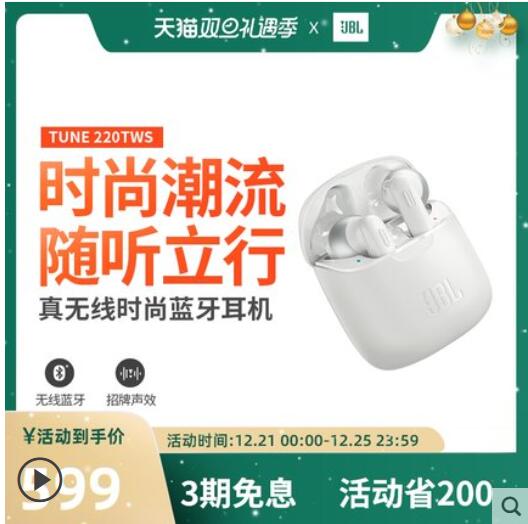 天猫双旦礼遇季 X JBL
TUNE 220TWS
时尚潮流
随听立行
真无线时尚蓝牙耳机
JBL
无线蓝牙
招牌声效
¥活动到手价
活动时间:12.21 00:00-12.25 23:59
599
3期免息
活动省200